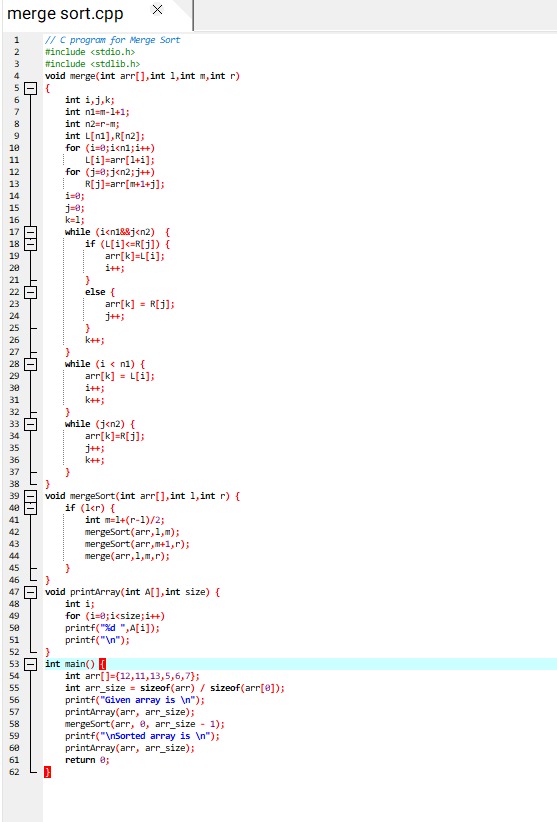 merge sort.cpp ×
1 // C program for Merge Sort
2 #include <stdio.h>
3 #include <stdlib.h>
4 void merge(int arr[],int l,int m,int r)
5 {
6     int i,j,k;
7     int n1=m-l+1;
8     int n2=r-m;
9     int L[n1],R[n2];
10     for (i=0;i<n1;i++)
11         L[i]=arr[l+i];
12     for (j=0;j<n2;j++)
13         R[j]=arr[m+1+j];
14     i=0;
15     j=0;
16     k=l;
17     while (i<n1&&j<n2)  {
18         if (L[i]<=R[j]) {
19             arr[k]=L[i];
20             i++;
21         }
22         else {
23             arr[k] = R[j];
24             j++;
25         }
26         k++;
27     }
28     while (i < n1) {
29         arr[k] = L[i];
30         i++;
31         k++;
32     }
33     while (j<n2) {
34         arr[k]=R[j];
35         j++;
36         k++;
37     }
38 }
39 void mergeSort(int arr[],int l,int r) {
40     if (l<r) {
41         int m=l+(r-l)/2;
42         mergeSort(arr,l,m);
43         mergeSort(arr,m+1,r);
44         merge(arr,l,m,r);
45     }
46 }
47 void printArray(int A[],int size) {
48     int i;
49     for (i=0;i<size;i++)
50     printf("%d ",A[i]);
51     printf("\n");
52 }
53 int main() {
54     int arr[]={12,11,13,5,6,7};
55     int arr_size = sizeof(arr) / sizeof(arr[0]);
56     printf("Given array is \n");
57     printArray(arr, arr_size);
58     mergeSort(arr, 0, arr_size - 1);
59     printf("\nSorted array is \n");
60     printArray(arr, arr_size);
61     return 0;
62 }